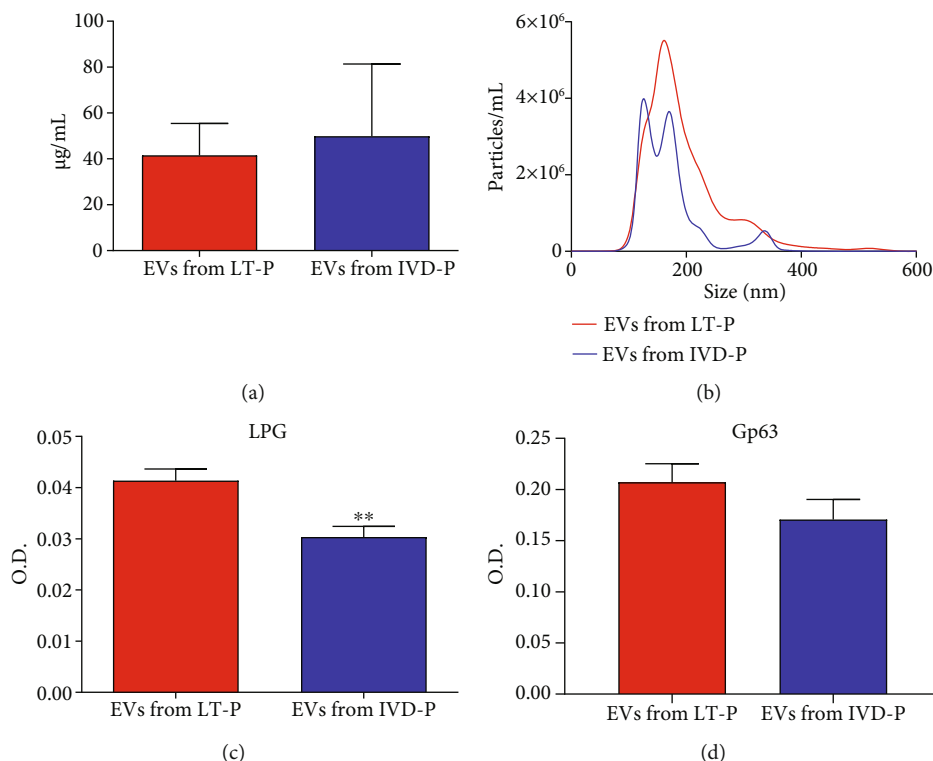 100
80
60
40
20
0
µg/mL
EVs from LT-P EVs from IVD-P
(a)
6×10⁶
4×10⁶
2×10⁶
0
Particles/mL
0 200 400 600
Size (nm)
EVs from LT-P
EVs from IVD-P
(b)
LPG
0.05
0.04
0.03
0.02
0.01
0.00
O.D.
**
EVs from LT-P EVs from IVD-P
(c)
Gp63
0.25
0.20
0.15
0.10
0.05
0.00
O.D.
EVs from LT-P EVs from IVD-P
(d)